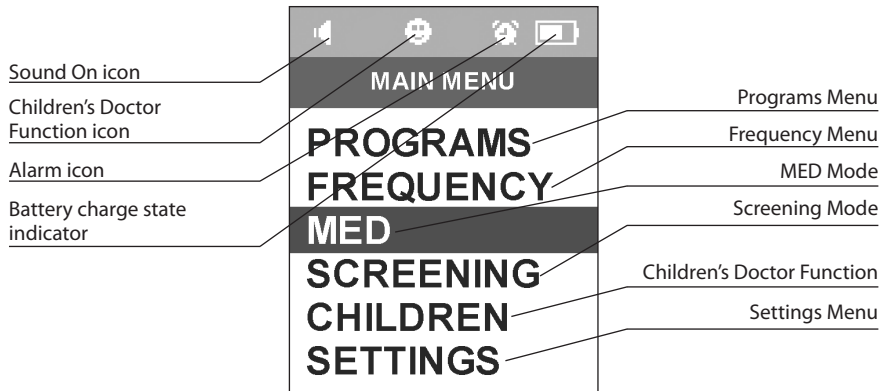 Sound On icon
Children's Doctor
Function icon
Alarm icon
Battery charge state
indicator
MAIN MENU
PROGRAMS
FREQUENCY
MED
SCREENING
CHILDREN
SETTINGS
Programs Menu
Frequency Menu
MED Mode
Screening Mode
Children's Doctor Function
Settings Menu